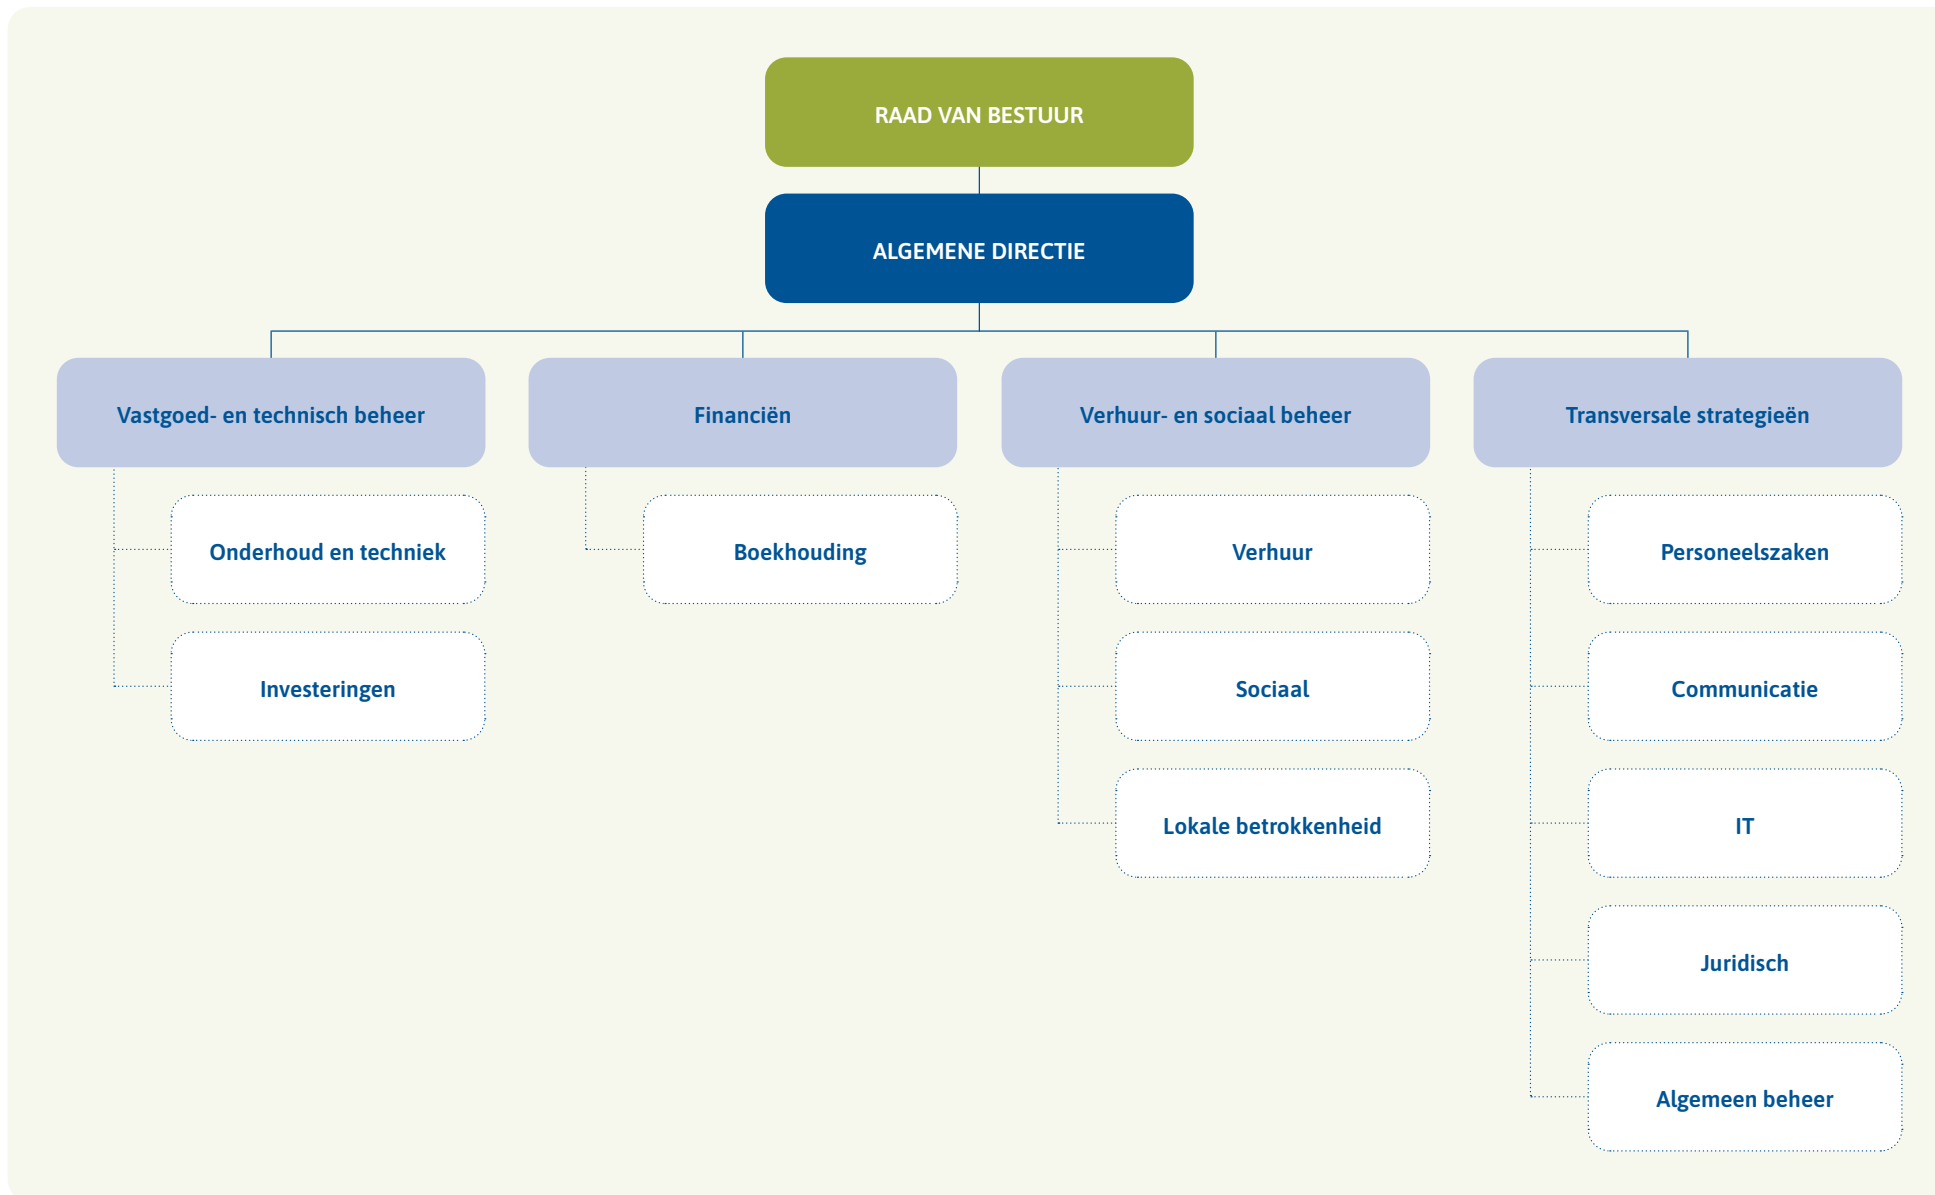 RAAD VAN BESTUUR
ALGEMENE DIRECTIE
Vastgoed- en technisch beheer
Financiën
Verhuur- en sociaal beheer
Transversale strategieën
Onderhoud en techniek
Boekhouding
Verhuur
Personeelszaken
Investeringen
Sociaal
Communicatie
Lokale betrokkenheid
IT
Juridisch
Algemeen beheer